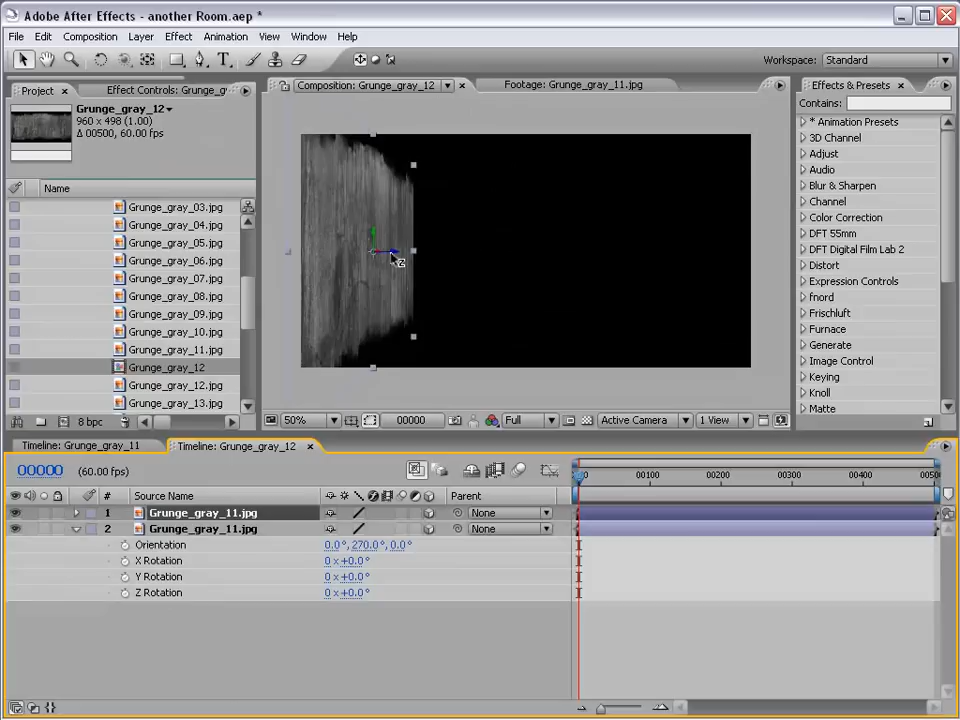 Adobe After Effects - another Room.aep *
File Edit Composition Layer Effect Animation View Window Help
Workspace: Standard
Project Effect Controls: Grunge_gr
Composition: Grunge_gray_12
Footage: Grunge_gray_11.jpg
Effects & Presets
Grunge_gray_12
960 x 498 (1.00)
Δ 00500, 60.00 fps
Contains:
Name
Grunge_gray_03.jpg
Grunge_gray_04.jpg
Grunge_gray_05.jpg
Grunge_gray_06.jpg
Grunge_gray_07.jpg
Grunge_gray_08.jpg
Grunge_gray_09.jpg
Grunge_gray_10.jpg
Grunge_gray_11.jpg
Grunge_gray_12
Grunge_gray_12.jpg
Grunge_gray_13.jpg
8 bpc
* Animation Presets
3D Channel
Adjust
Audio
Blur & Sharpen
Channel
Color Correction
DFT 55mm
DFT Digital Film Lab 2
Distort
Expression Controls
fnord
Frischluft
Furnace
Generate
Image Control
Keying
Knoll
Matte
50% 00000 Full Active Camera 1 View
Timeline: Grunge_gray_11
Timeline: Grunge_gray_12
00000 (60.00 fps)
00100 00200 00300 00400 0050
# Source Name Parent
1 Grunge_gray_11.jpg None
2 Grunge_gray_11.jpg None
Orientation 0.0°, 270.0°, 0.0°
X Rotation 0 x +0.0°
Y Rotation 0 x +0.0°
Z Rotation 0 x +0.0°